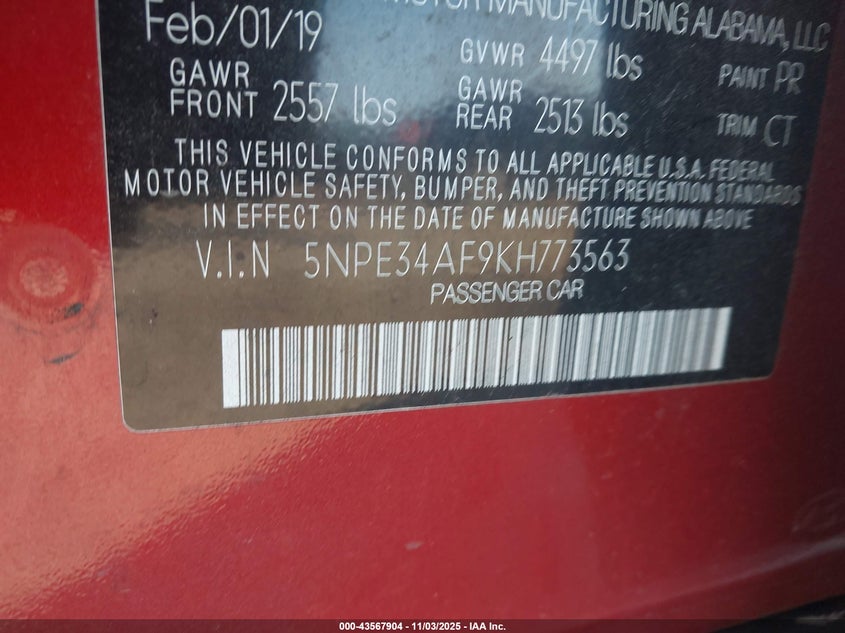 MOTOR MANUFACTURING ALABAMA, LLC
Feb/01/19 GVWR 4497 lbs PAINT PR
GAWR FRONT 2557 lbs GAWR REAR 2513 lbs TRIM CT
THIS VEHICLE CONFORMS TO ALL APPLICABLE U.S.A. FEDERAL
MOTOR VEHICLE SAFETY, BUMPER, AND THEFT PREVENTION STANDARDS
IN EFFECT ON THE DATE OF MANUFACTURE SHOWN ABOVE
V.I.N 5NPE34AF9KH773563
PASSENGER CAR
000-43567904 - 11/03/2025 - IAA Inc.